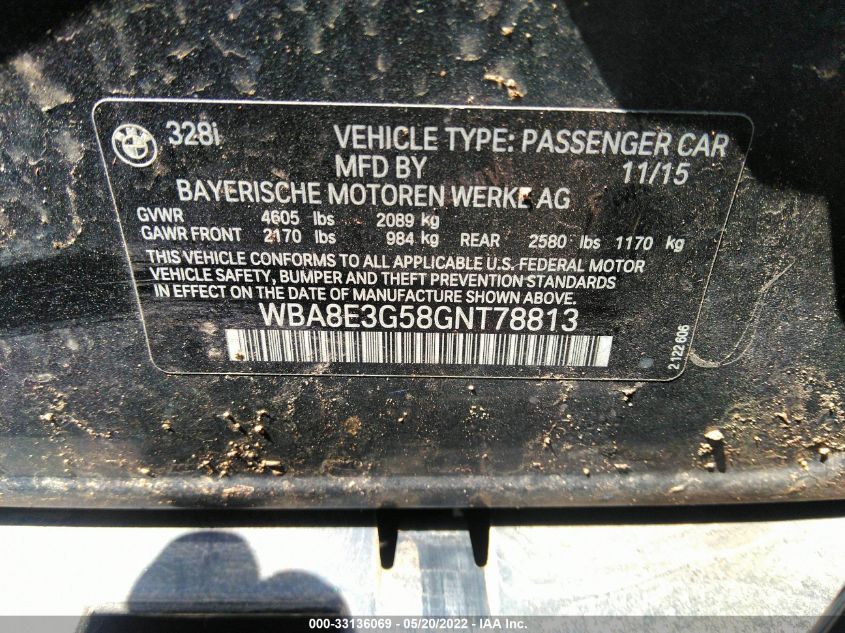 BMW 328i VEHICLE TYPE: PASSENGER CAR
MFD BY 11/15
BAYERISCHE MOTOREN WERKE AG
GVWR 4605 lbs 2089 kg
GAWR FRONT 2170 lbs 984 kg REAR 2580 lbs 1170 kg
THIS VEHICLE CONFORMS TO ALL APPLICABLE U.S. FEDERAL MOTOR
VEHICLE SAFETY, BUMPER AND THEFT PREVENTION STANDARDS
IN EFFECT ON THE DATE OF MANUFACTURE SHOWN ABOVE.
WBA8E3G58GNT78813
2 122 606
000-33136069 — 05/20/2022 — IAA Inc.